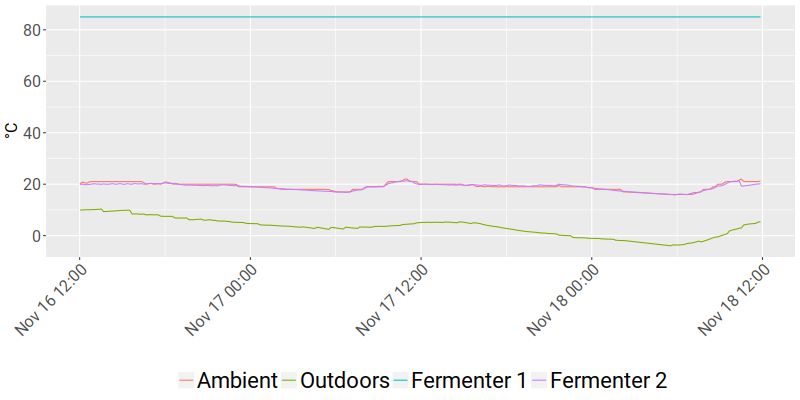 80
60
40
20
0
°C
Nov 16 12:00
Nov 17 00:00
Nov 17 12:00
Nov 18 00:00
Nov 18 12:00
Ambient Outdoors Fermenter 1 Fermenter 2